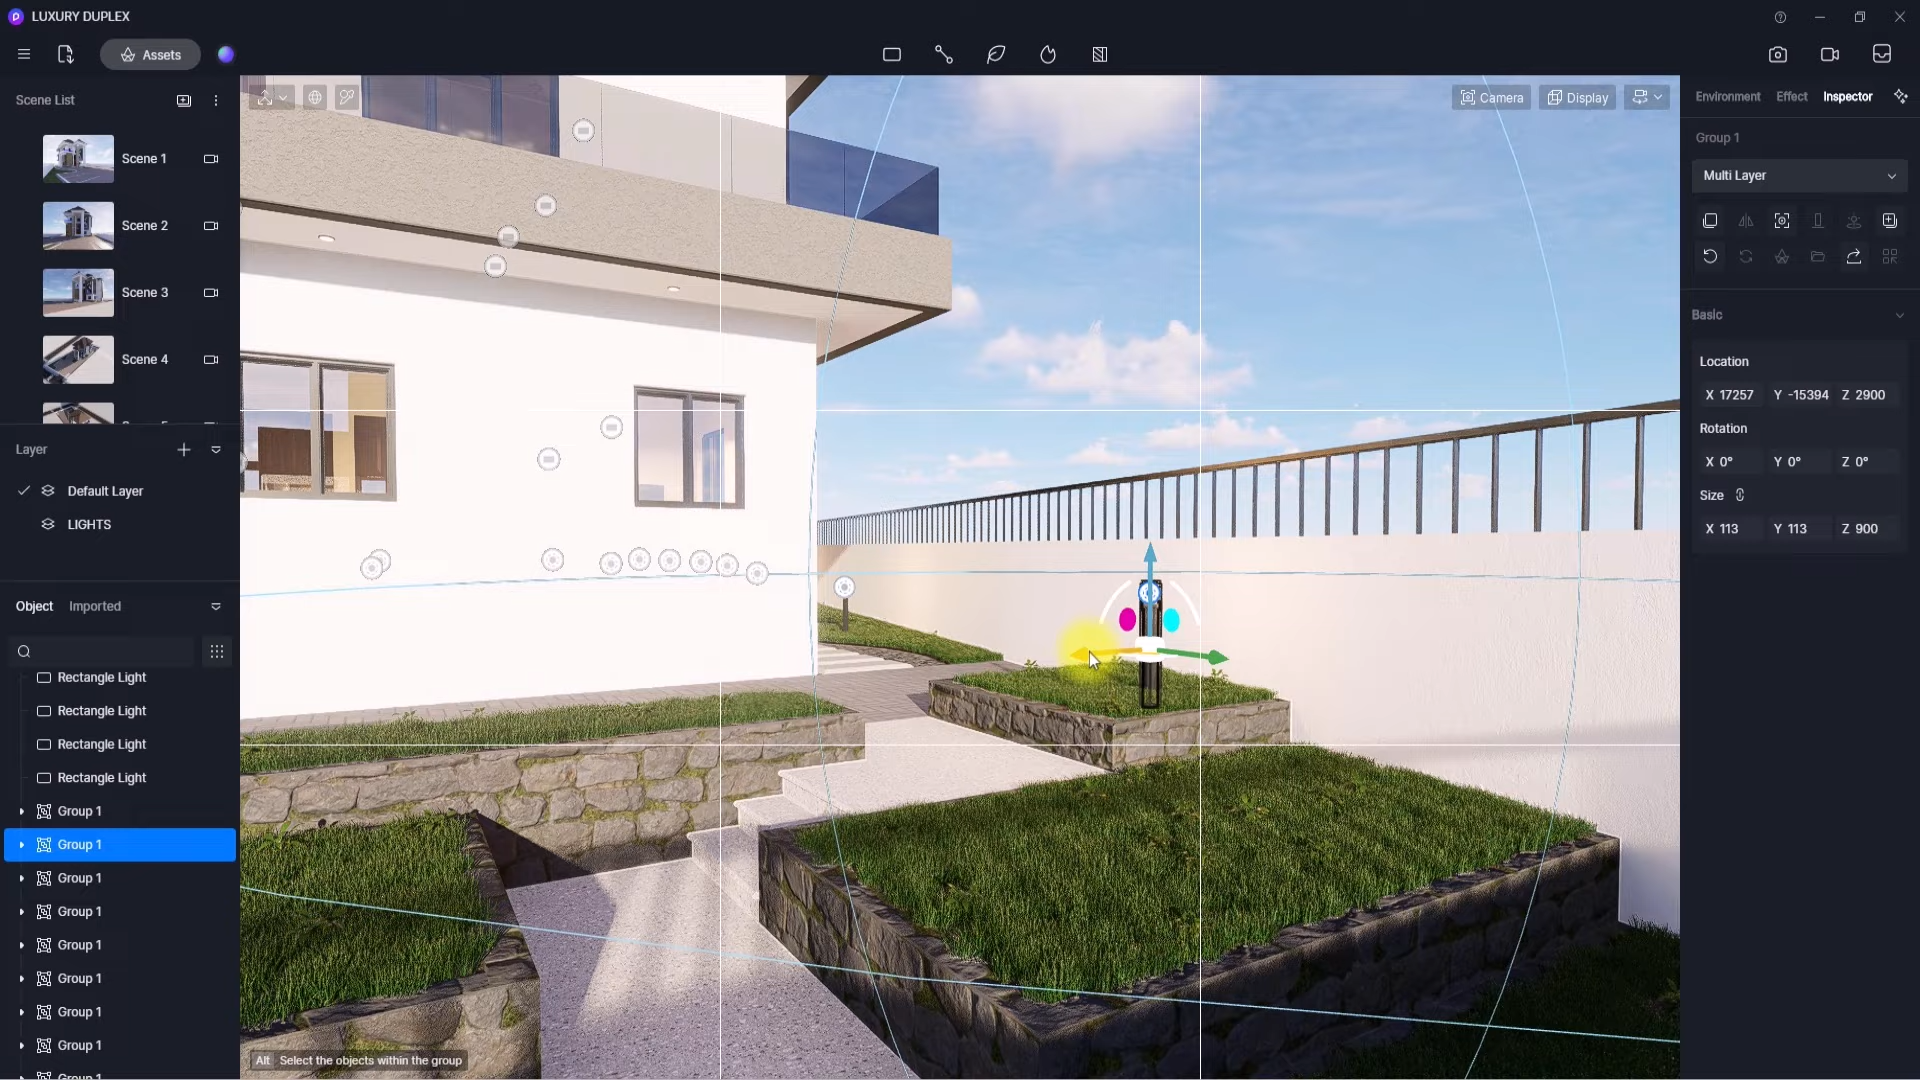 LUXURY DUPLEX
Assets
Scene List
Scene 1
Scene 2
Scene 3
Scene 4
Layer
Default Layer
LIGHTS
Object
Imported
Rectangle Light
Rectangle Light
Rectangle Light
Rectangle Light
Group 1
Group 1
Group 1
Group 1
Group 1
Group 1
Group 1
Group 1
Camera
Display
Alt Select the objects within the group
Environment
Effect
Inspector
Group 1
Multi Layer
Basic
Location
X 17257 Y -15394 Z 2900
Rotation
X 0° Y 0° Z 0°
Size
X 113 Y 113 Z 900